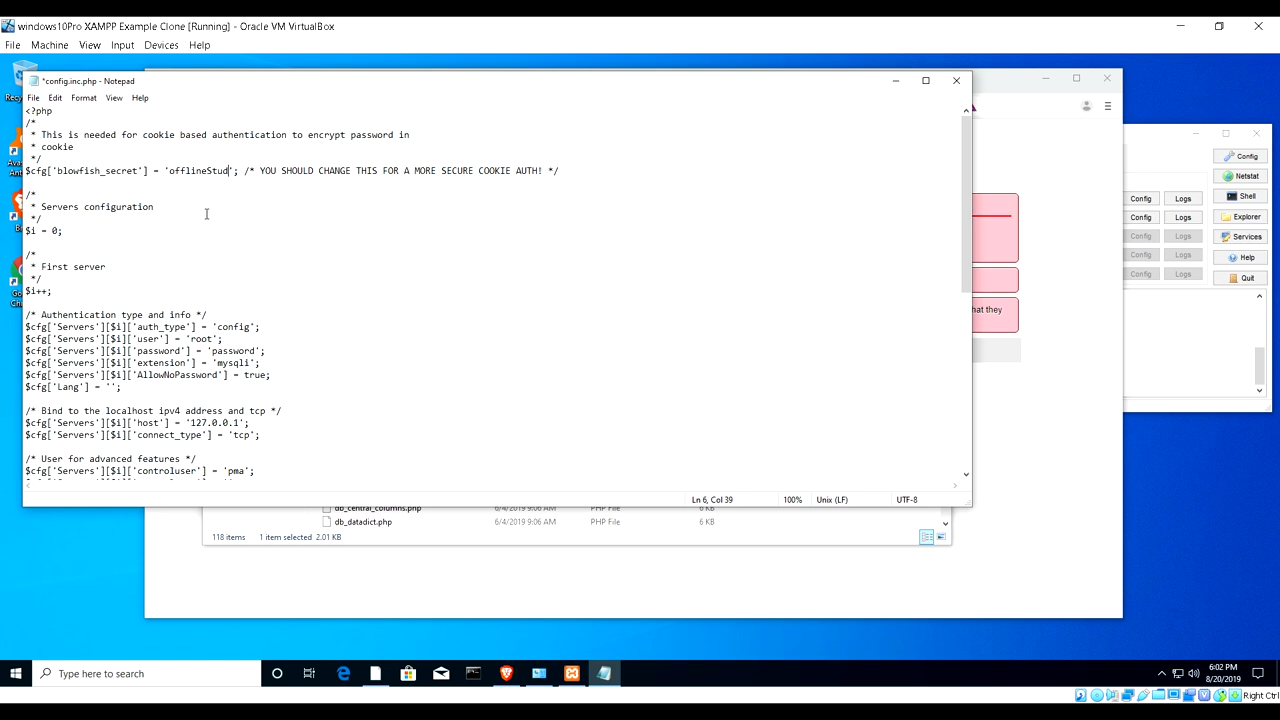 windows10Pro XAMPP Example Clone [Running] - Oracle VM VirtualBox
File Machine View Input Devices Help
*config.inc.php - Notepad
File Edit Format View Help
<?php
/*
 * This is needed for cookie based authentication to encrypt password in
 * cookie
 */
$cfg['blowfish_secret'] = 'offlineStud'; /* YOU SHOULD CHANGE THIS FOR A MORE SECURE COOKIE AUTH! */
/*
 * Servers configuration
 */
$i = 0;
/*
 * First server
 */
$i++;
/* Authentication type and info */
$cfg['Servers'][$i]['auth_type'] = 'config';
$cfg['Servers'][$i]['user'] = 'root';
$cfg['Servers'][$i]['password'] = 'password';
$cfg['Servers'][$i]['extension'] = 'mysqli';
$cfg['Servers'][$i]['AllowNoPassword'] = true;
$cfg['Lang'] = '';
/* Bind to the localhost ipv4 address and tcp */
$cfg['Servers'][$i]['host'] = '127.0.0.1';
$cfg['Servers'][$i]['connect_type'] = 'tcp';
/* User for advanced features */
$cfg['Servers'][$i]['controluser'] = 'pma';
Ln 6, Col 39 100% Unix (LF) UTF-8
hat they
Config
Netstat
Config Logs Shell
Config Logs Explorer
Config Logs Services
Config Logs Help
Config Logs Quit
db_central_columns.php 6/4/2019 9:06 AM PHP File 6 KB
db_datadict.php 6/4/2019 9:06 AM PHP File 6 KB
118 items 1 item selected 2.01 KB
Type here to search
6:02 PM
8/20/2019
Right Ctrl